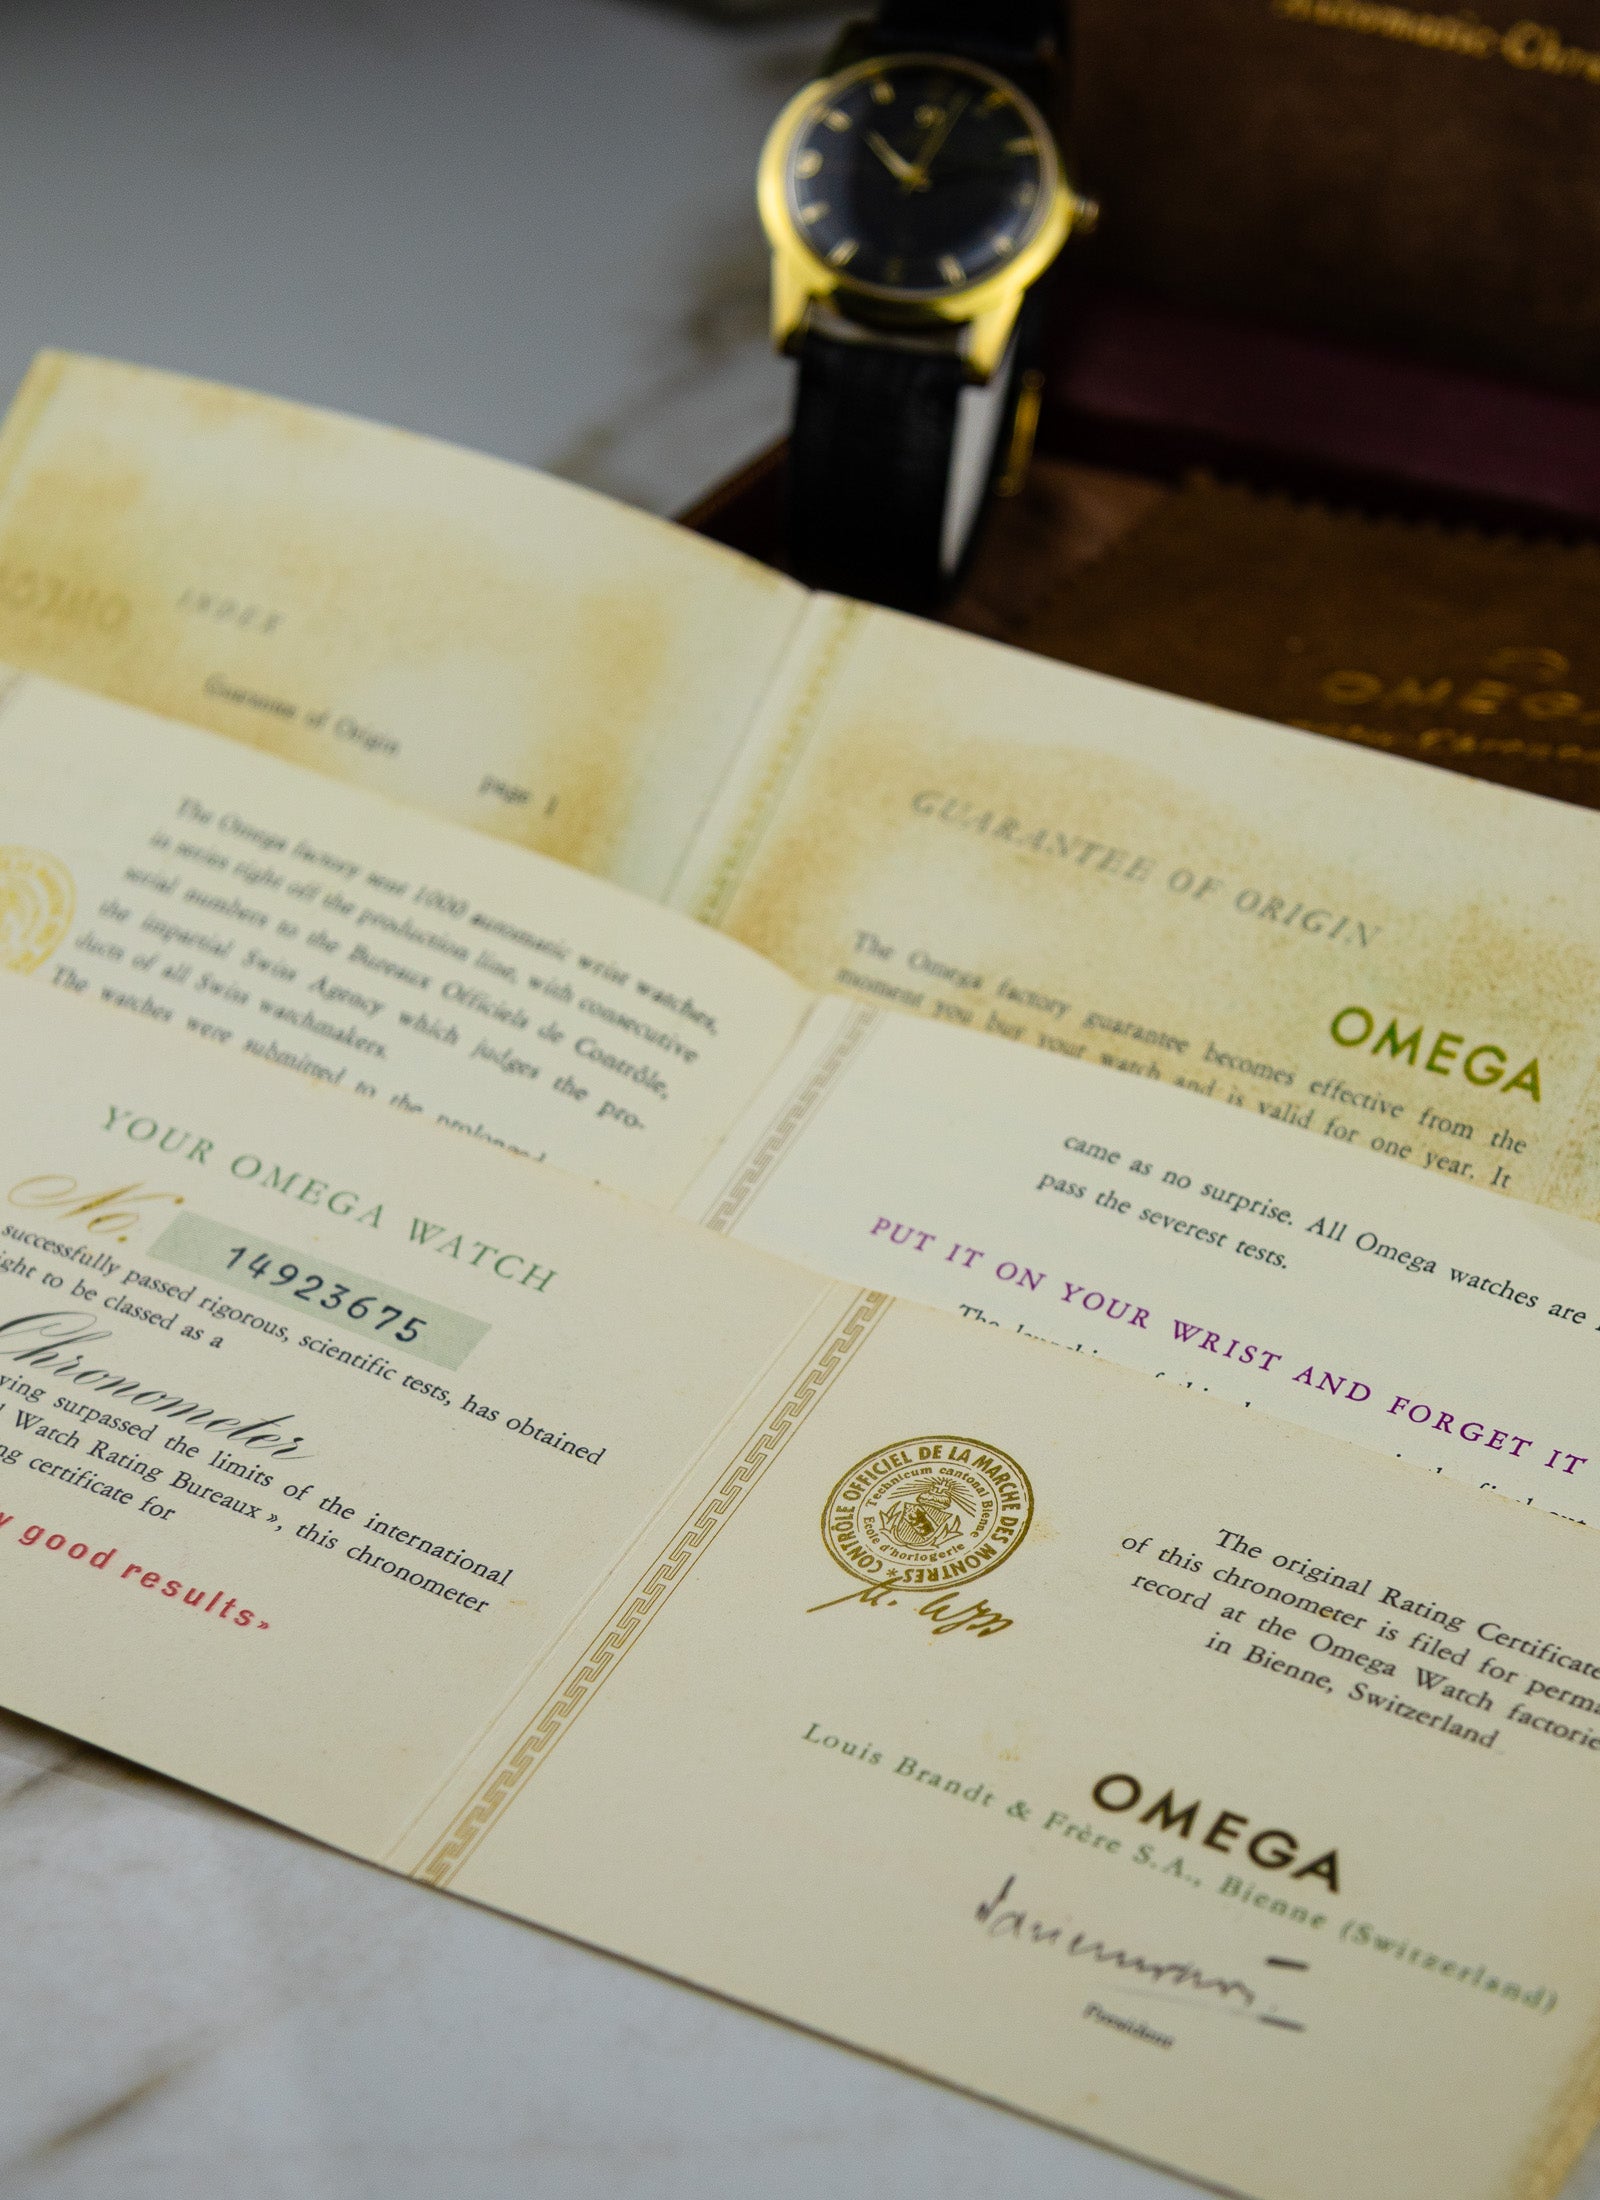 Automatic
OMEGA
INDEX
Guarantee of Origin
page 1
GUARANTEE OF ORIGIN
The Omega factory guarantee becomes effective from the
moment you buy your watch and is valid for one year. It
OMEGA
The Omega factory sent 1000 automatic wrist watches,
in series right off the production line, with consecutive
serial numbers to the Bureaux Officiels de Contrôle,
the impartial Swiss Agency which judges the pro-
ducts of all Swiss watchmakers.
The watches were submitted to the prolonged
came as no surprise. All Omega watches are
pass the severest tests.
PUT IT ON YOUR WRIST AND FORGET IT
YOUR OMEGA WATCH
No. 14923675
successfully passed rigorous, scientific tests, has obtained
ight to be classed as a
Chronometer
ving surpassed the limits of the international
Watch Rating Bureaux », this chronometer
ng certificate for
y good results»
CONTRÔLE OFFICIEL DE LA MARCHE DES MONTRES *
Technicum cantonal Bienne
Ecole d'horlogerie
The original Rating Certificate
of this chronometer is filed for perma
record at the Omega Watch factorie
in Bienne, Switzerland
OMEGA
Louis Brandt & Frère S.A., Bienne (Switzerland)